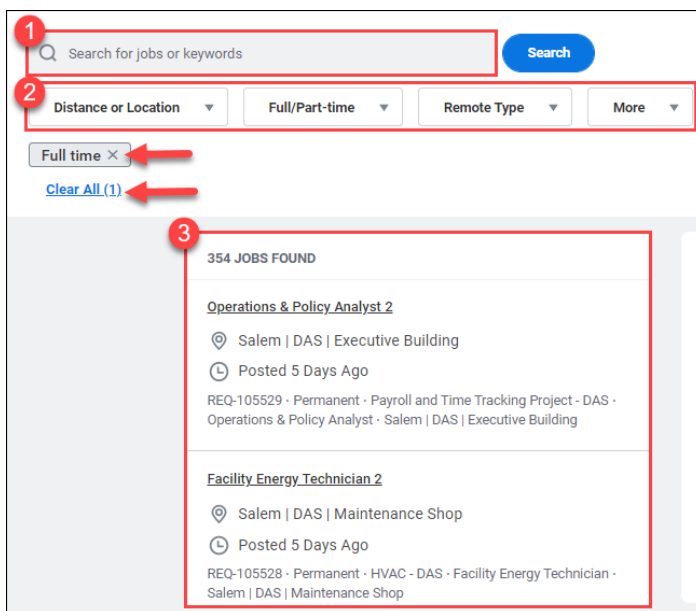 1
Search for jobs or keywords
Search
2
Distance or Location
Full/Part-time
Remote Type
More
Full time ×
Clear All (1)
3
354 JOBS FOUND
Operations & Policy Analyst 2
Salem | DAS | Executive Building
Posted 5 Days Ago
REQ-105529 · Permanent · Payroll and Time Tracking Project - DAS ·
Operations & Policy Analyst · Salem | DAS | Executive Building
Facility Energy Technician 2
Salem | DAS | Maintenance Shop
Posted 5 Days Ago
REQ-105528 · Permanent · HVAC - DAS · Facility Energy Technician ·
Salem | DAS | Maintenance Shop